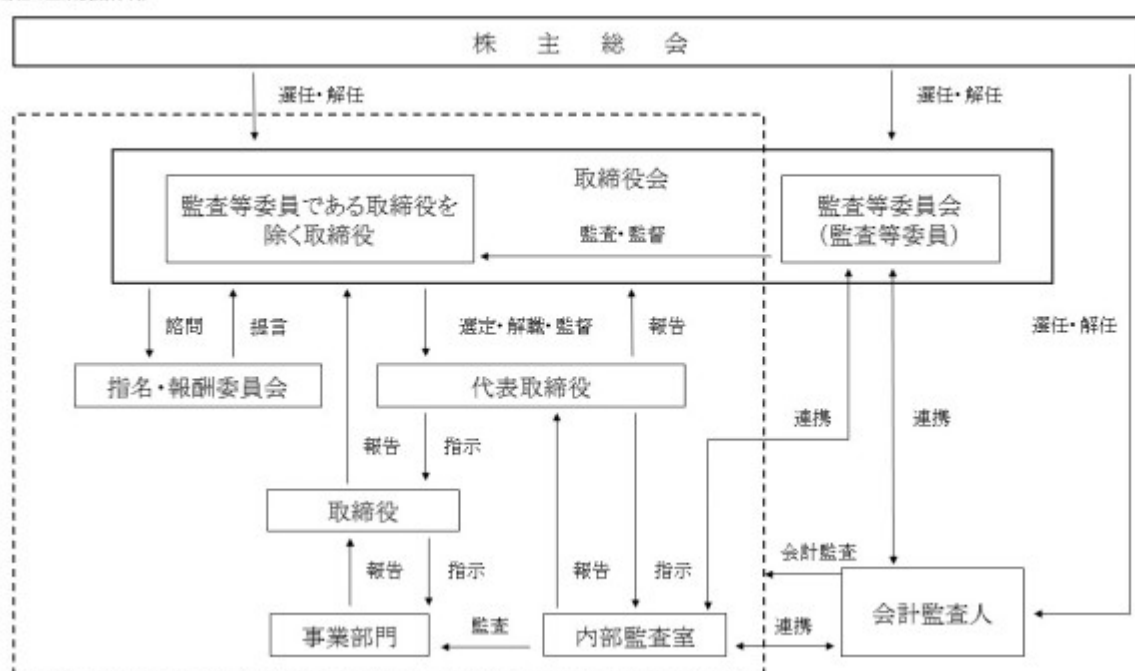 株主総会
選任・解任
選任・解任
取締役会
監査等委員である取締役を
除く取締役
監査等委員会
(監査等委員)
監査・監督
諮問
提言
選定・解職・監督
報告
選任・解任
指名・報酬委員会
代表取締役
連携
連携
報告
指示
取締役
会計監査
報告
指示
報告
指示
会計監査人
事業部門
監査
内部監査室
連携